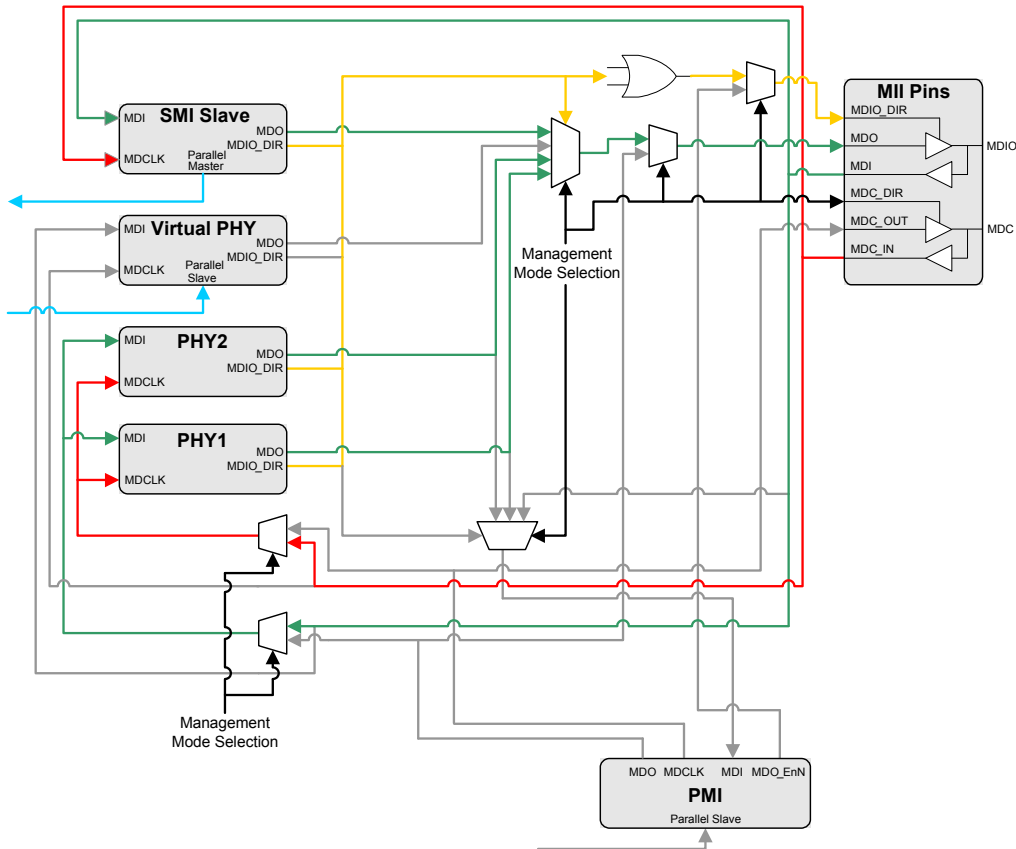 SMI Slave
MDI
MDO
MDIO_DIR
MDCLK
Parallel
Master
Virtual PHY
MDI
MDO
MDIO_DIR
MDCLK
Parallel
Slave
PHY2
MDI
MDO
MDIO_DIR
MDCLK
PHY1
MDI
MDO
MDIO_DIR
MDCLK
Management
Mode Selection
MII Pins
MDIO_DIR
MDO
MDIO
MDI
MDC_DIR
MDC_OUT
MDC
MDC_IN
Management
Mode Selection
MDO MDCLK MDI MDO_EnN
PMI
Parallel Slave